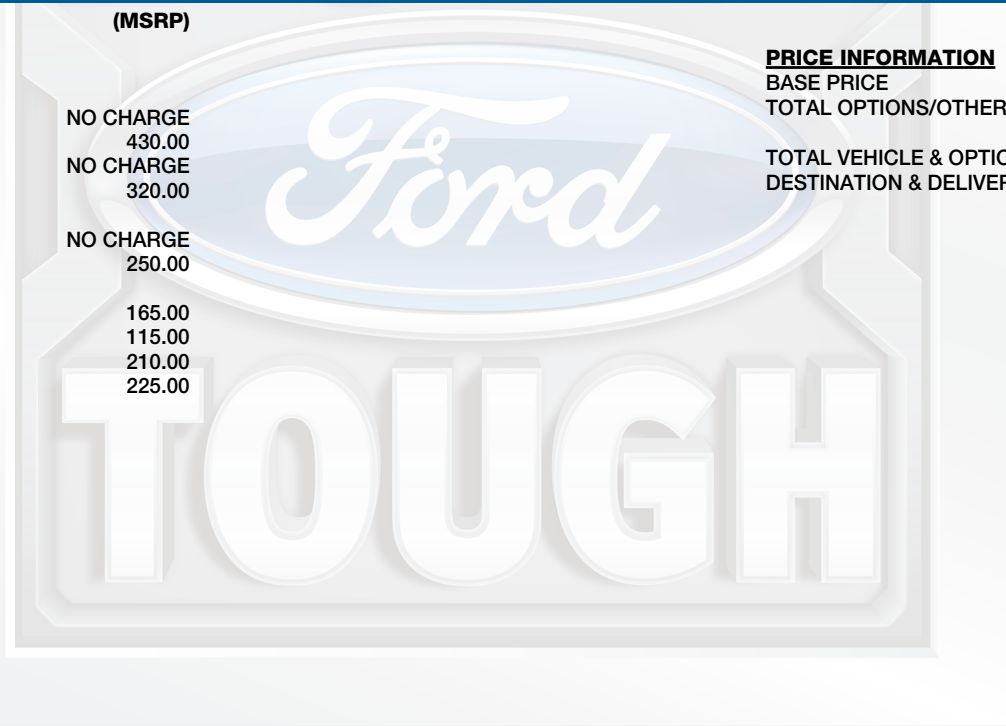 (MSRP)
NO CHARGE
430.00
NO CHARGE
320.00
NO CHARGE
250.00
165.00
115.00
210.00
225.00
PRICE INFORMATION
BASE PRICE
TOTAL OPTIONS/OTHER
TOTAL VEHICLE & OPTIO
DESTINATION & DELIVER
Ford
TOUGH